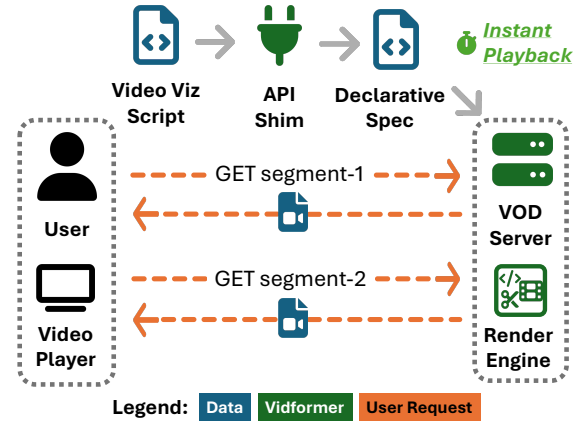 Instant
Playback
Video Viz
Script
API
Shim
Declarative
Spec
User
GET segment-1
VOD
Server
Video
Player
GET segment-2
</>
Render
Engine
Legend: Data Vidformer User Request